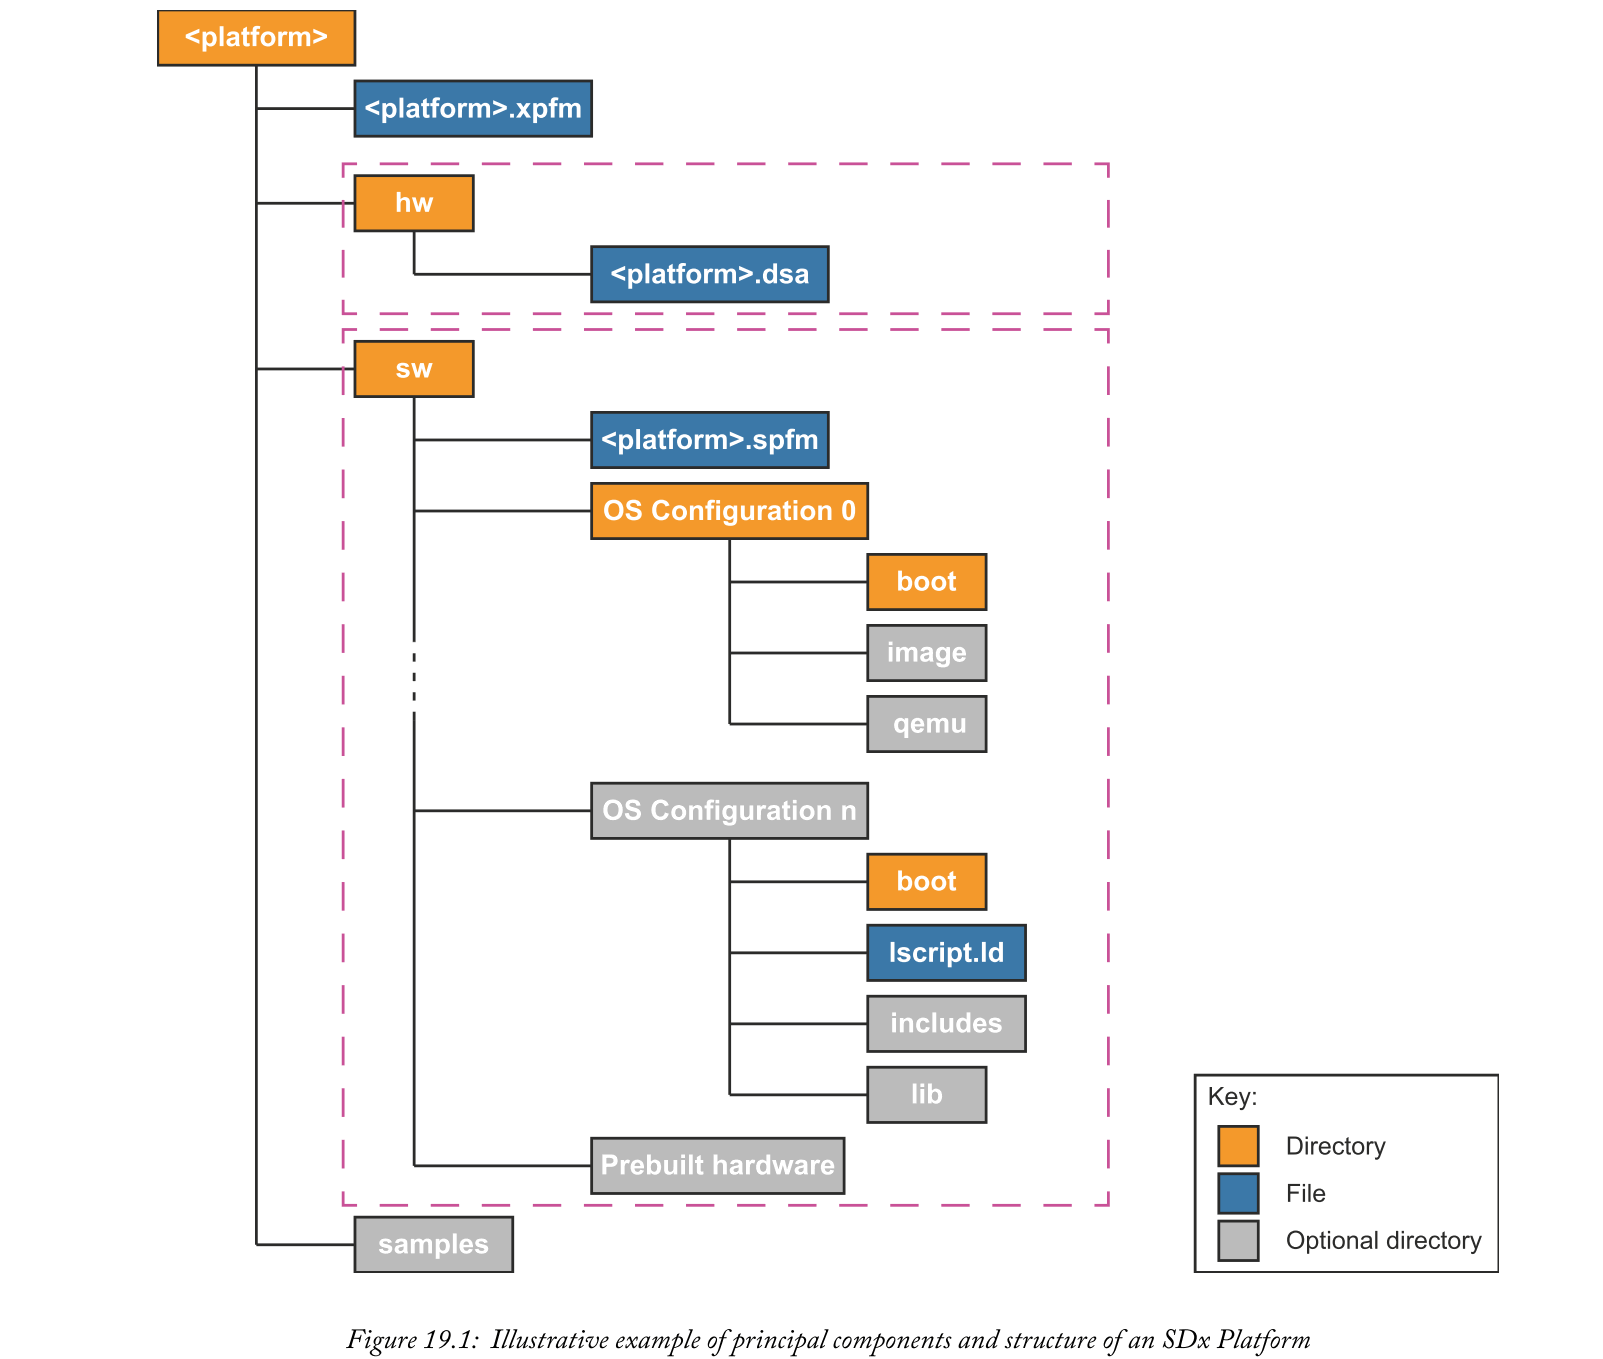 <platform>
<platform>.xpfm
hw
<platform>.dsa
sw
<platform>.spfm
OS Configuration 0
boot
image
qemu
OS Configuration n
boot
lscript.ld
includes
lib
Prebuilt hardware
samples
Key:
Directory
File
Optional directory
Figure 19.1: Illustrative example of principal components and structure of an SDx Platform